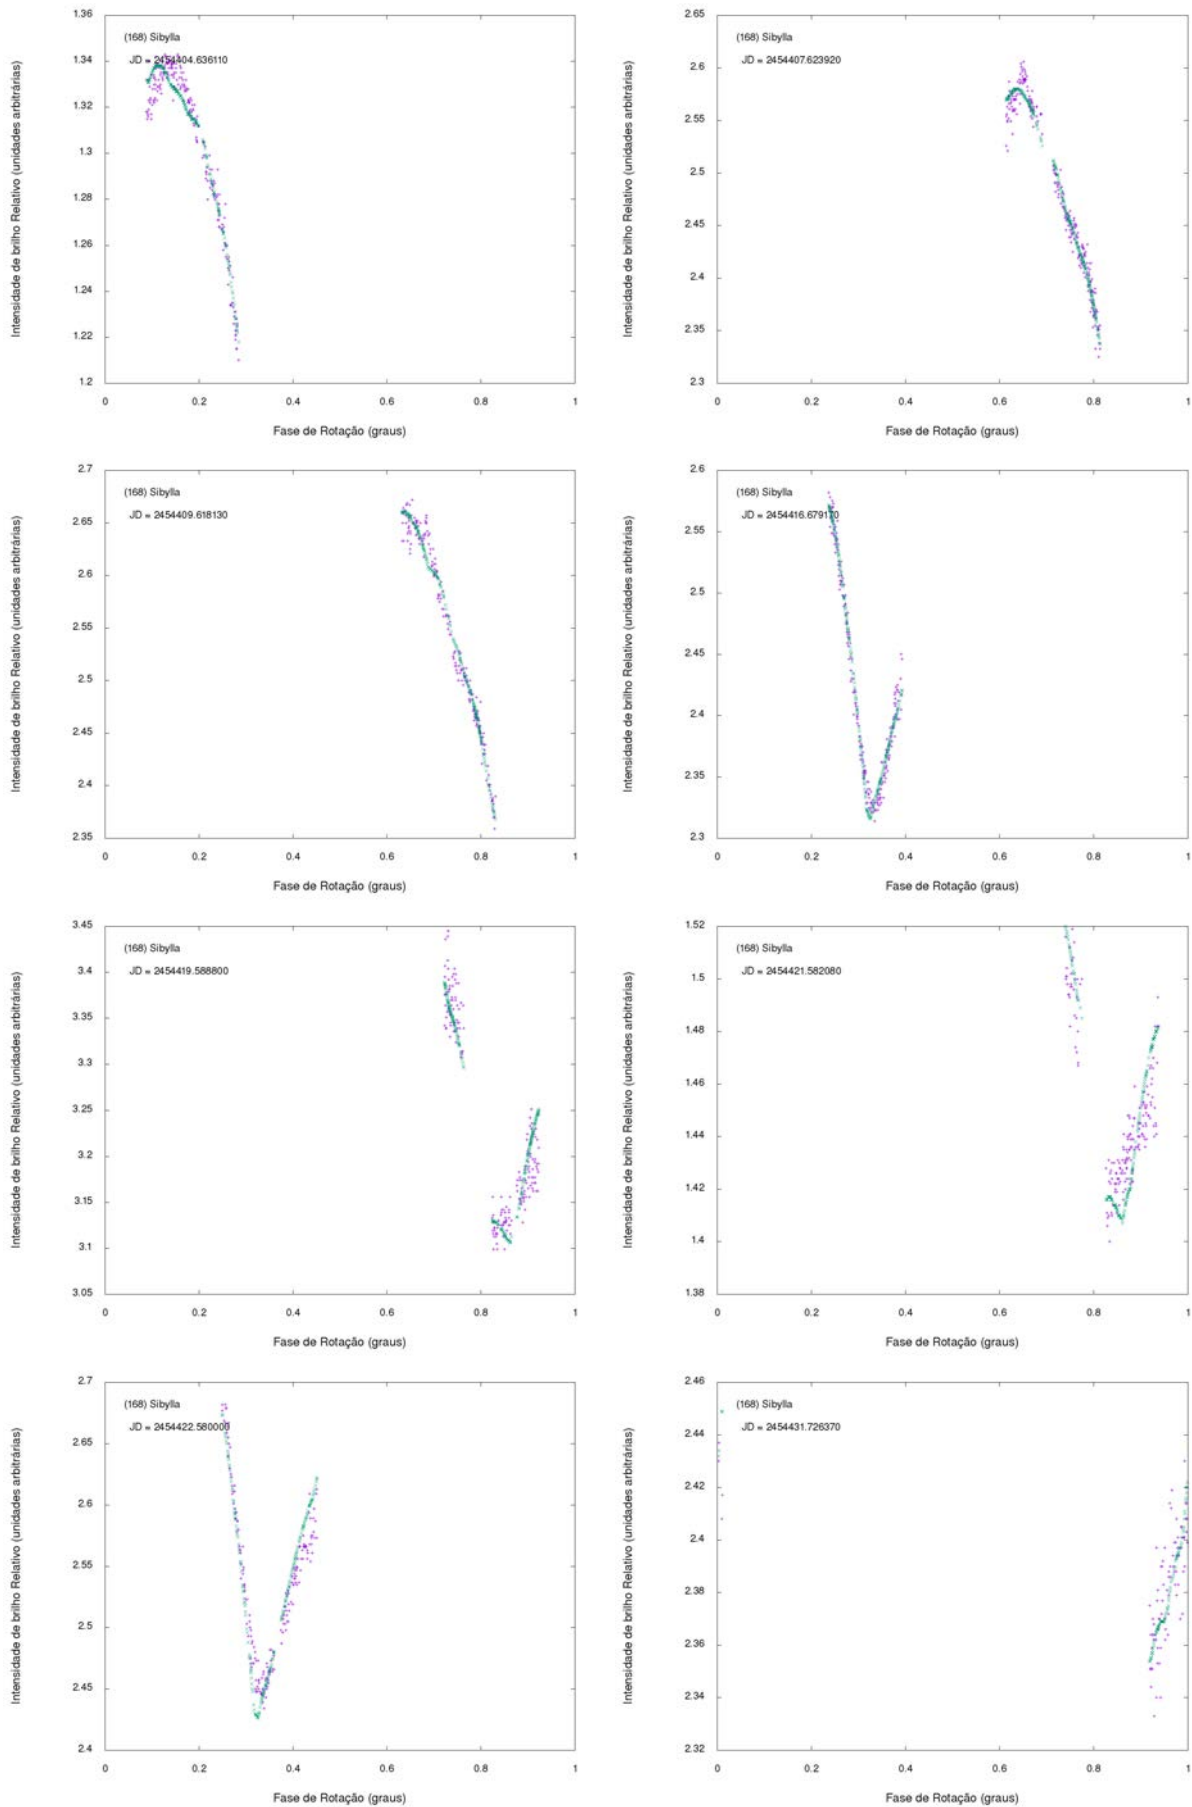 1.36
1.34
1.32
1.3
1.28
1.26
1.24
1.22
1.2
Intensidade de brilho Relativo (unidades arbitrárias)
(168) Sibylla
JD = 2454404.636110
0 0.2 0.4 0.6 0.8 1
Fase de Rotação (graus)
2.65
2.6
2.55
2.5
2.45
2.4
2.35
2.3
Intensidade de brilho Relativo (unidades arbitrárias)
(168) Sibylla
JD = 2454407.623920
0 0.2 0.4 0.6 0.8 1
Fase de Rotação (graus)
2.7
2.65
2.6
2.55
2.5
2.45
2.4
2.35
Intensidade de brilho Relativo (unidades arbitrárias)
(168) Sibylla
JD = 2454409.618130
0 0.2 0.4 0.6 0.8 1
Fase de Rotação (graus)
2.6
2.55
2.5
2.45
2.4
2.35
2.3
Intensidade de brilho Relativo (unidades arbitrárias)
(168) Sibylla
JD = 2454416.679170
0 0.2 0.4 0.6 0.8 1
Fase de Rotação (graus)
3.45
3.4
3.35
3.3
3.25
3.2
3.15
3.1
3.05
Intensidade de brilho Relativo (unidades arbitrárias)
(168) Sibylla
JD = 2454419.588800
0 0.2 0.4 0.6 0.8 1
Fase de Rotação (graus)
1.52
1.5
1.48
1.46
1.44
1.42
1.4
1.38
Intensidade de brilho Relativo (unidades arbitrárias)
(168) Sibylla
JD = 2454421.582080
0 0.2 0.4 0.6 0.8 1
Fase de Rotação (graus)
2.7
2.65
2.6
2.55
2.5
2.45
2.4
Intensidade de brilho Relativo (unidades arbitrárias)
(168) Sibylla
JD = 2454422.580000
0 0.2 0.4 0.6 0.8 1
Fase de Rotação (graus)
2.46
2.44
2.42
2.4
2.38
2.36
2.34
2.32
Intensidade de brilho Relativo (unidades arbitrárias)
(168) Sibylla
JD = 2454431.726370
0 0.2 0.4 0.6 0.8 1
Fase de Rotação (graus)